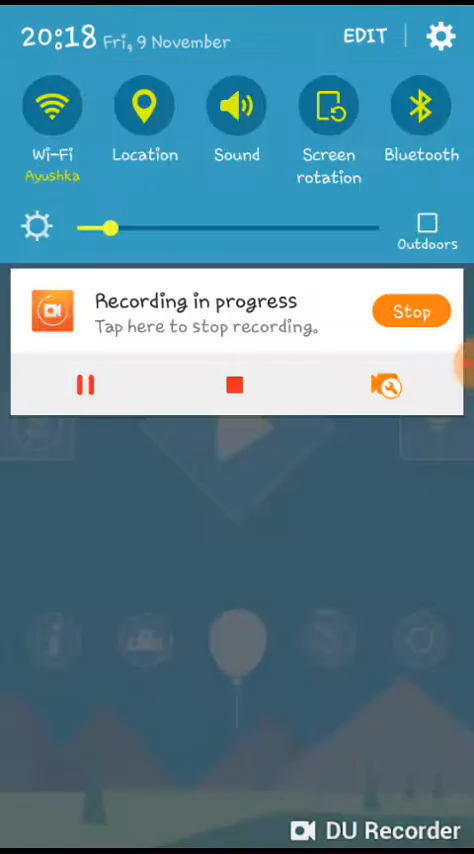 20:18 Fri, 9 November EDIT
Wi-Fi Location Sound Screen rotation Bluetooth
Ayushka
Outdoors
Recording in progress
Tap here to stop recording.
Stop
DU Recorder